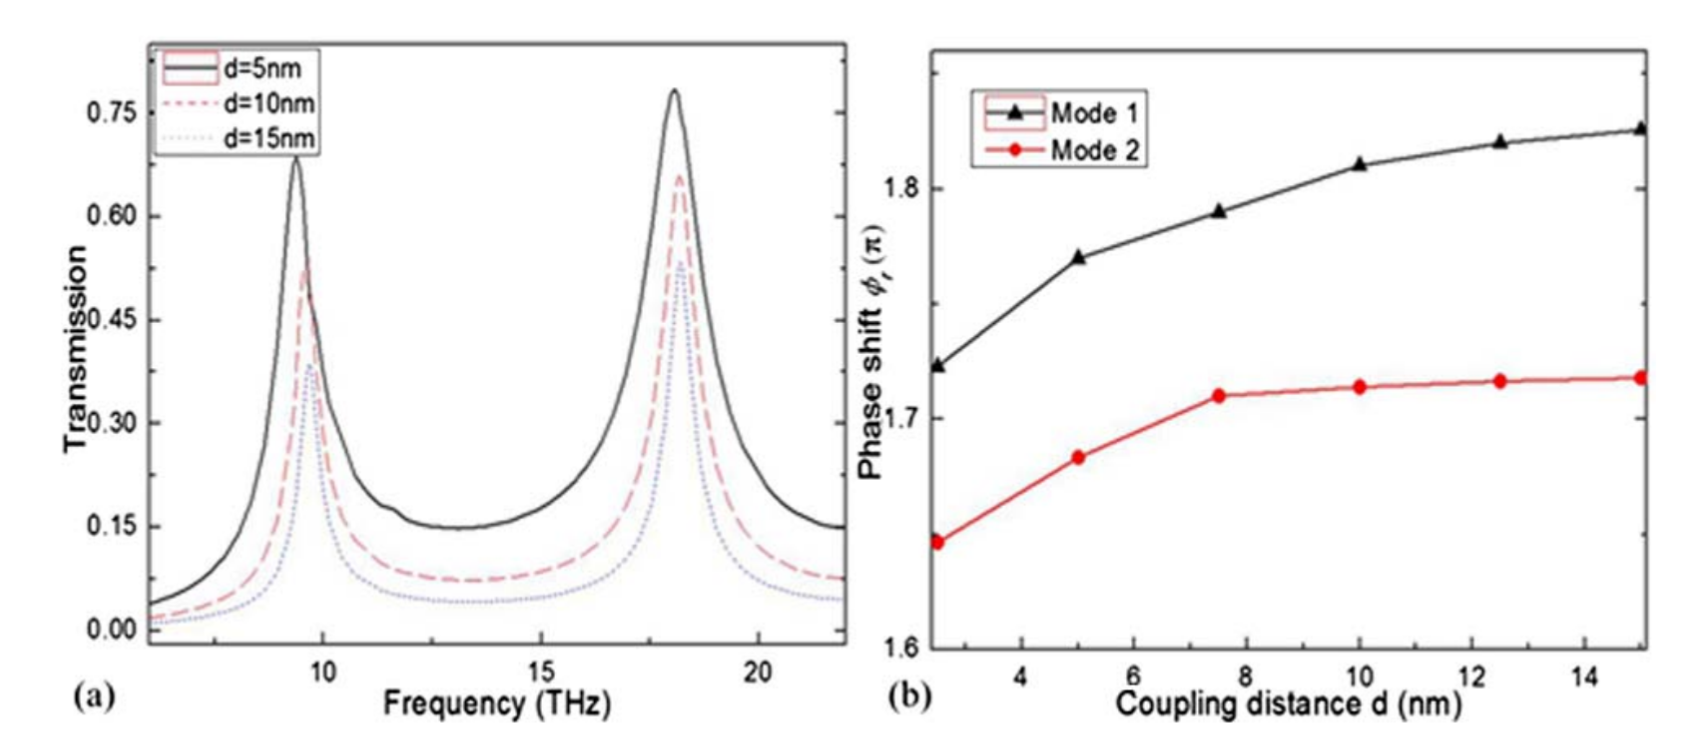 d=5nm
d=10nm
d=15nm
0.75
0.60
0.45
0.30
0.15
0.00
Transmission
10 15 20
Frequency (THz)
(a)
Mode 1
Mode 2
1.8
1.7
1.6
Phase shift ϕr (π)
4 6 8 10 12 14
Coupling distance d (nm)
(b)